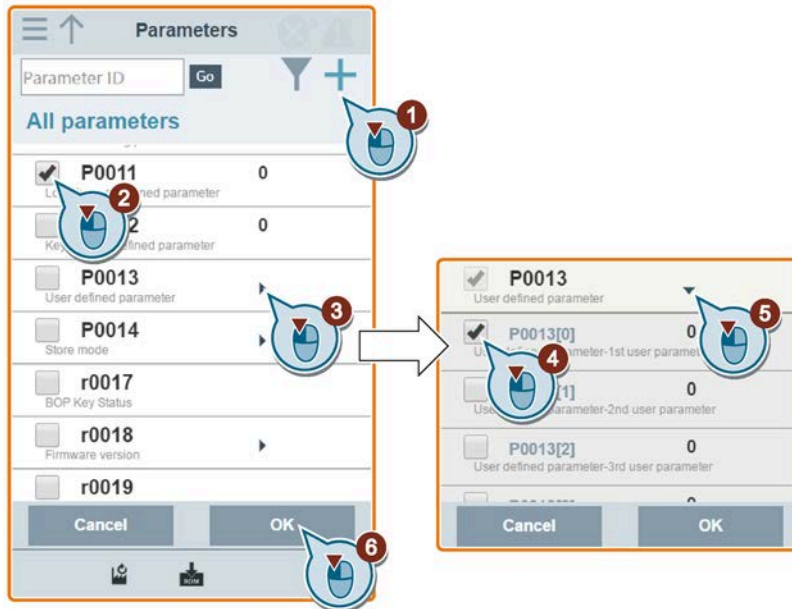 Parameters
Parameter ID
Go
All parameters
1
P0011 0
ned parameter
2
2 0
Key fined parameter
P0013
User defined parameter
3
P0014
Store mode
r0017
BOP Key Status
r0018
Firmware version
r0019
Cancel OK
6
ROM
P0013
User defined parameter
5
P0013[0] 0
4
ameter-1st user paramet
[1] 0
Use parameter-2nd user parameter
P0013[2] 0
User defined parameter-3rd user parameter
Cancel OK